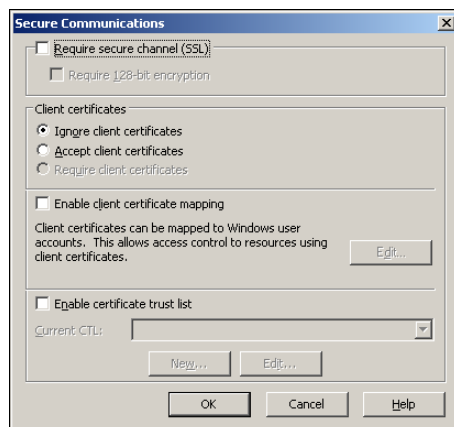 Secure Communications
Require secure channel (SSL)
Require 128-bit encryption
Client certificates
Ignore client certificates
Accept client certificates
Require client certificates
Enable client certificate mapping
Client certificates can be mapped to Windows user
accounts. This allows access control to resources using
client certificates.
Edit...
Enable certificate trust list
Current CTL:
New...
Edit...
OK
Cancel
Help